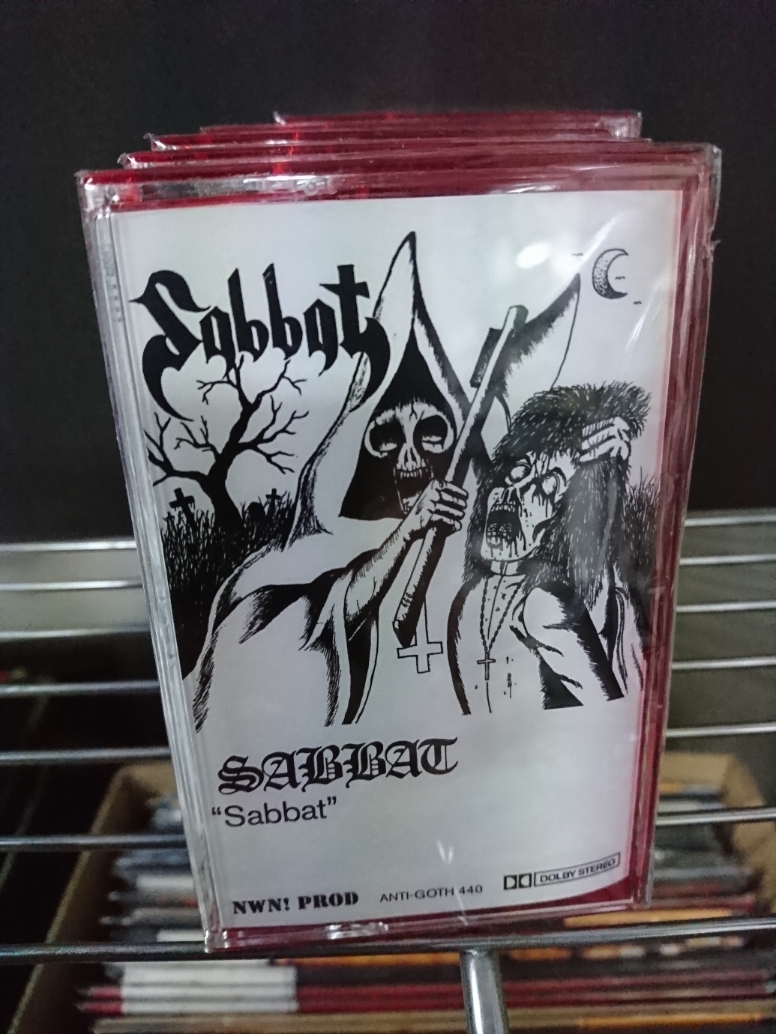 Sabbat
SABBAT
“Sabbat”
NWN! PROD ANTI-GOTH 440 DOLBY STEREO